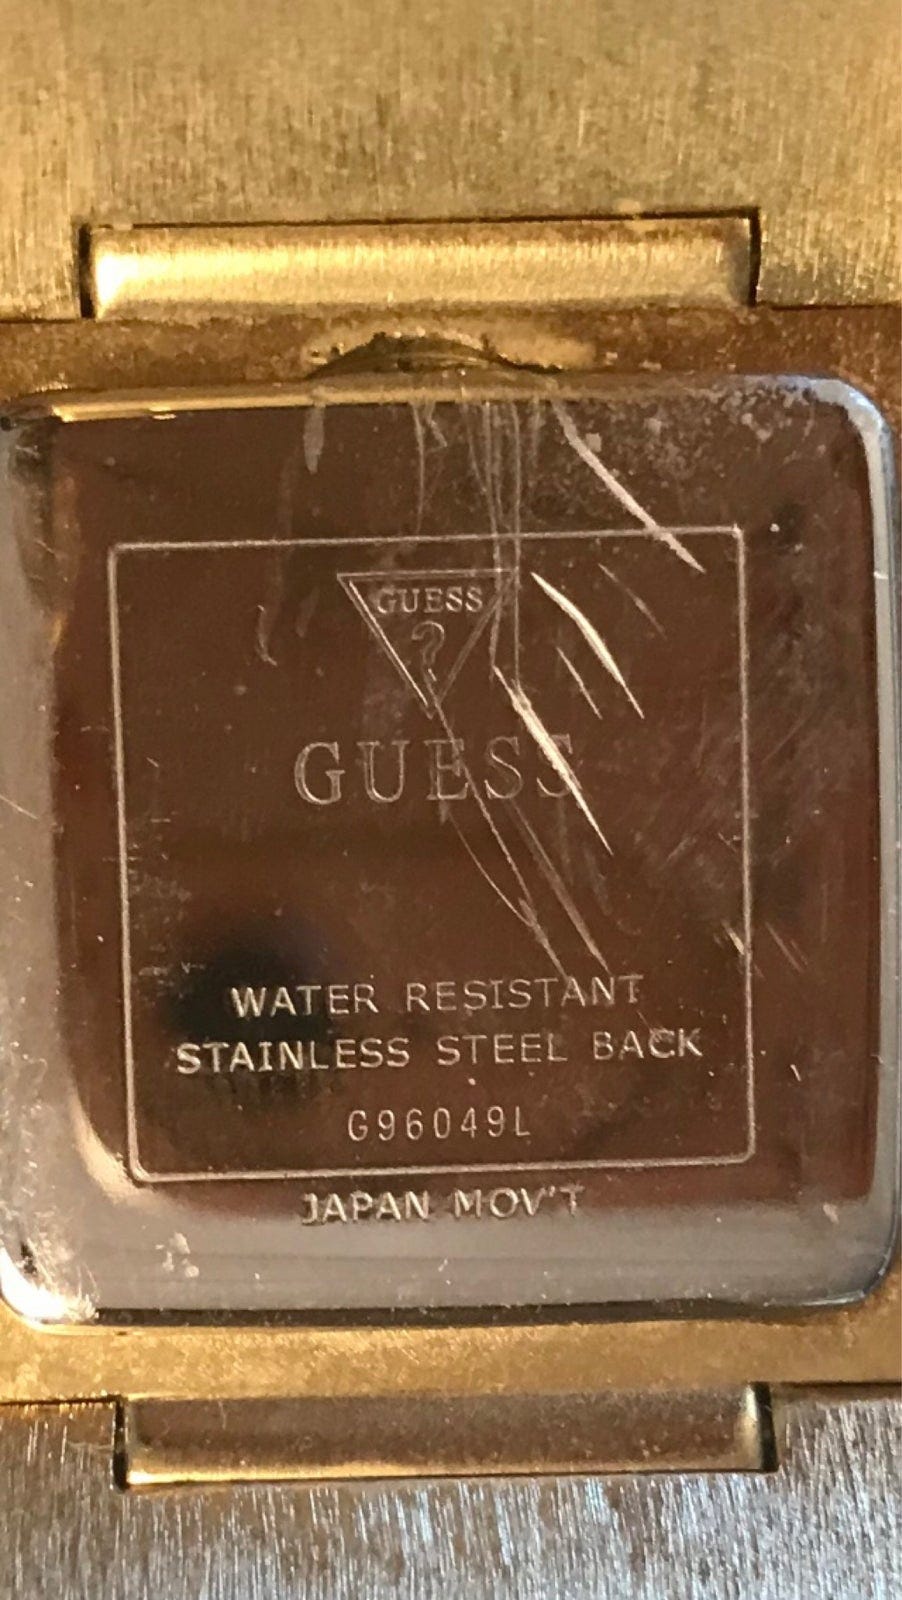 GUESS
?
GUESS
WATER RESISTANT
STAINLESS STEEL BACK
G96049L
JAPAN MOV'T